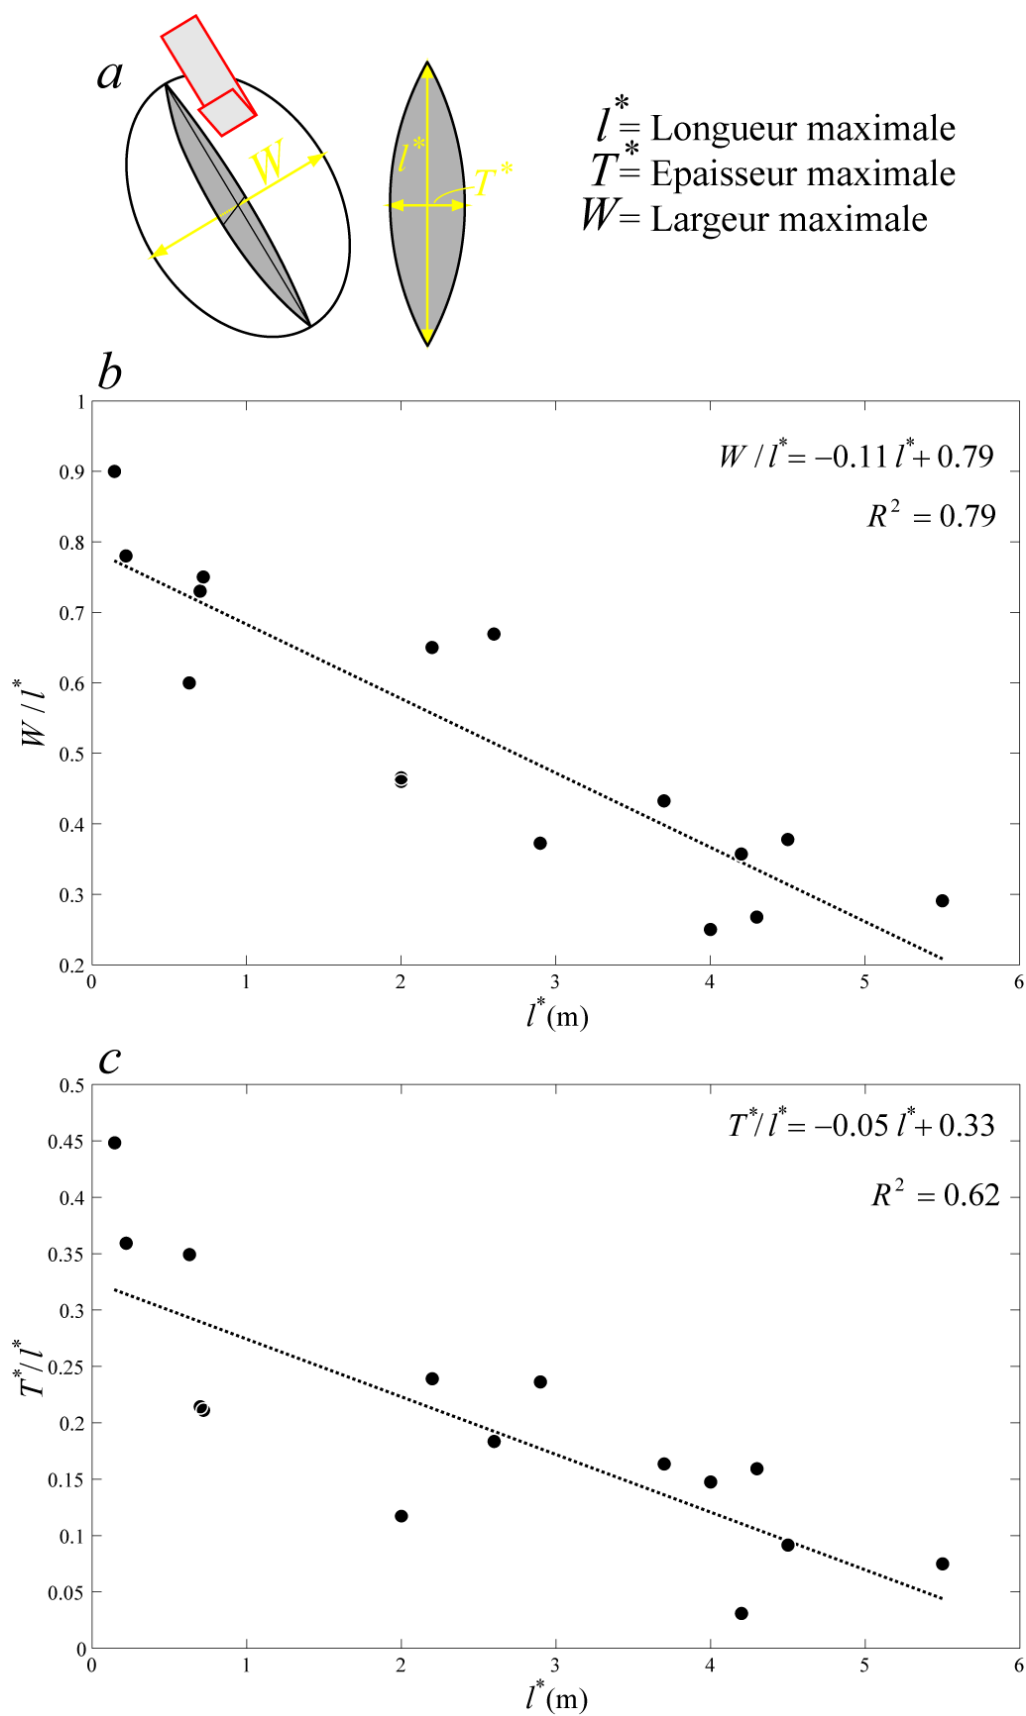 a
W
l*
T*
l*= Longueur maximale
T*= Epaisseur maximale
W= Largeur maximale
b
1
0.9
0.8
0.7
0.6
0.5
0.4
0.3
0.2
W / l*
W / l*= −0.11 l*+ 0.79
R² = 0.79
0 1 2 3 4 5 6
l*(m)
c
0.5
0.45
0.4
0.35
0.3
0.25
0.2
0.15
0.1
0.05
0
T*/ l*
T*/ l*= −0.05 l*+ 0.33
R² = 0.62
0 1 2 3 4 5 6
l*(m)